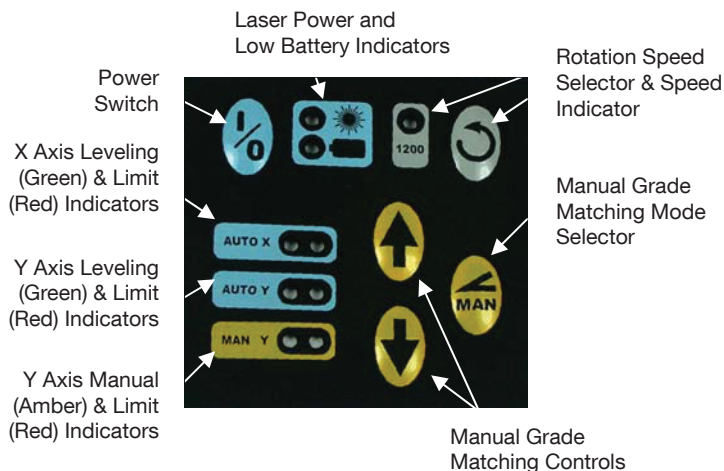 Laser Power and
Low Battery Indicators
Rotation Speed
Selector & Speed
Indicator
Power
Switch
I/0
1200
X Axis Leveling
(Green) & Limit
(Red) Indicators
Manual Grade
Matching Mode
Selector
AUTO X
Y Axis Leveling
(Green) & Limit
(Red) Indicators
AUTO Y
MAN
MAN Y
Y Axis Manual
(Amber) & Limit
(Red) Indicators
Manual Grade
Matching Controls